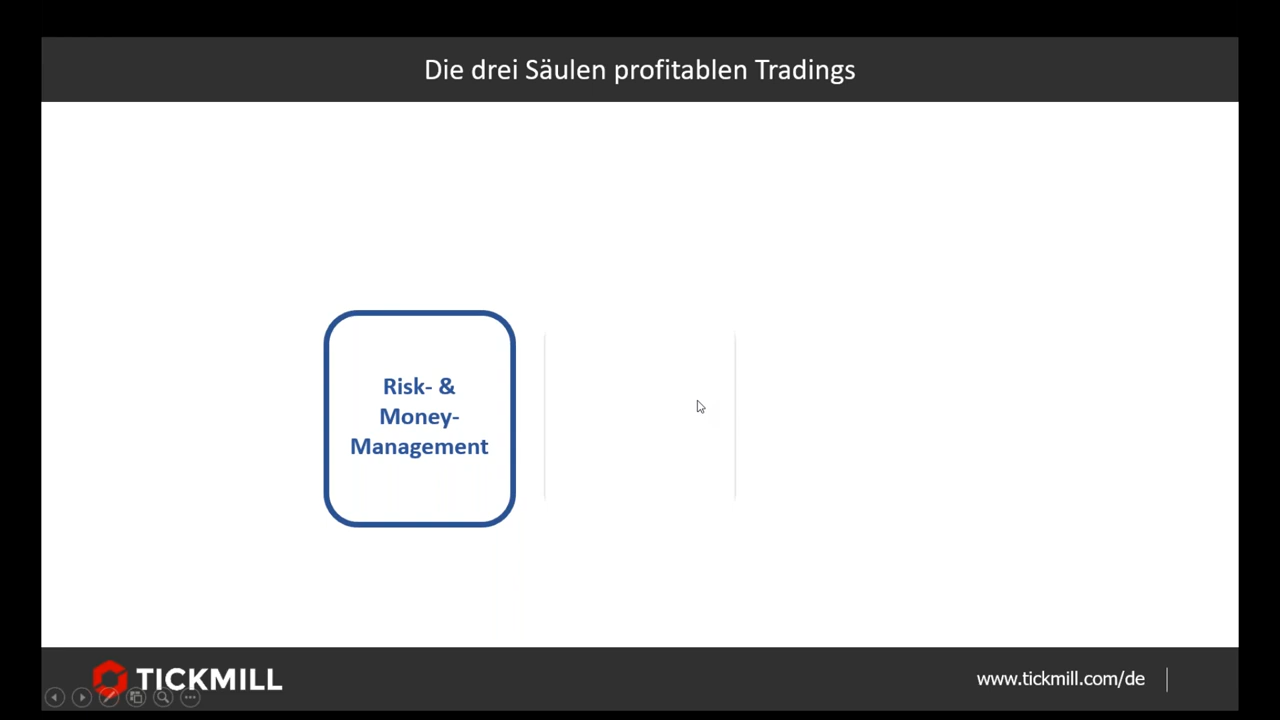 Die drei Säulen profitablen Tradings
Risk- &
Money-
Management
TICKMILL
www.tickmill.com/de